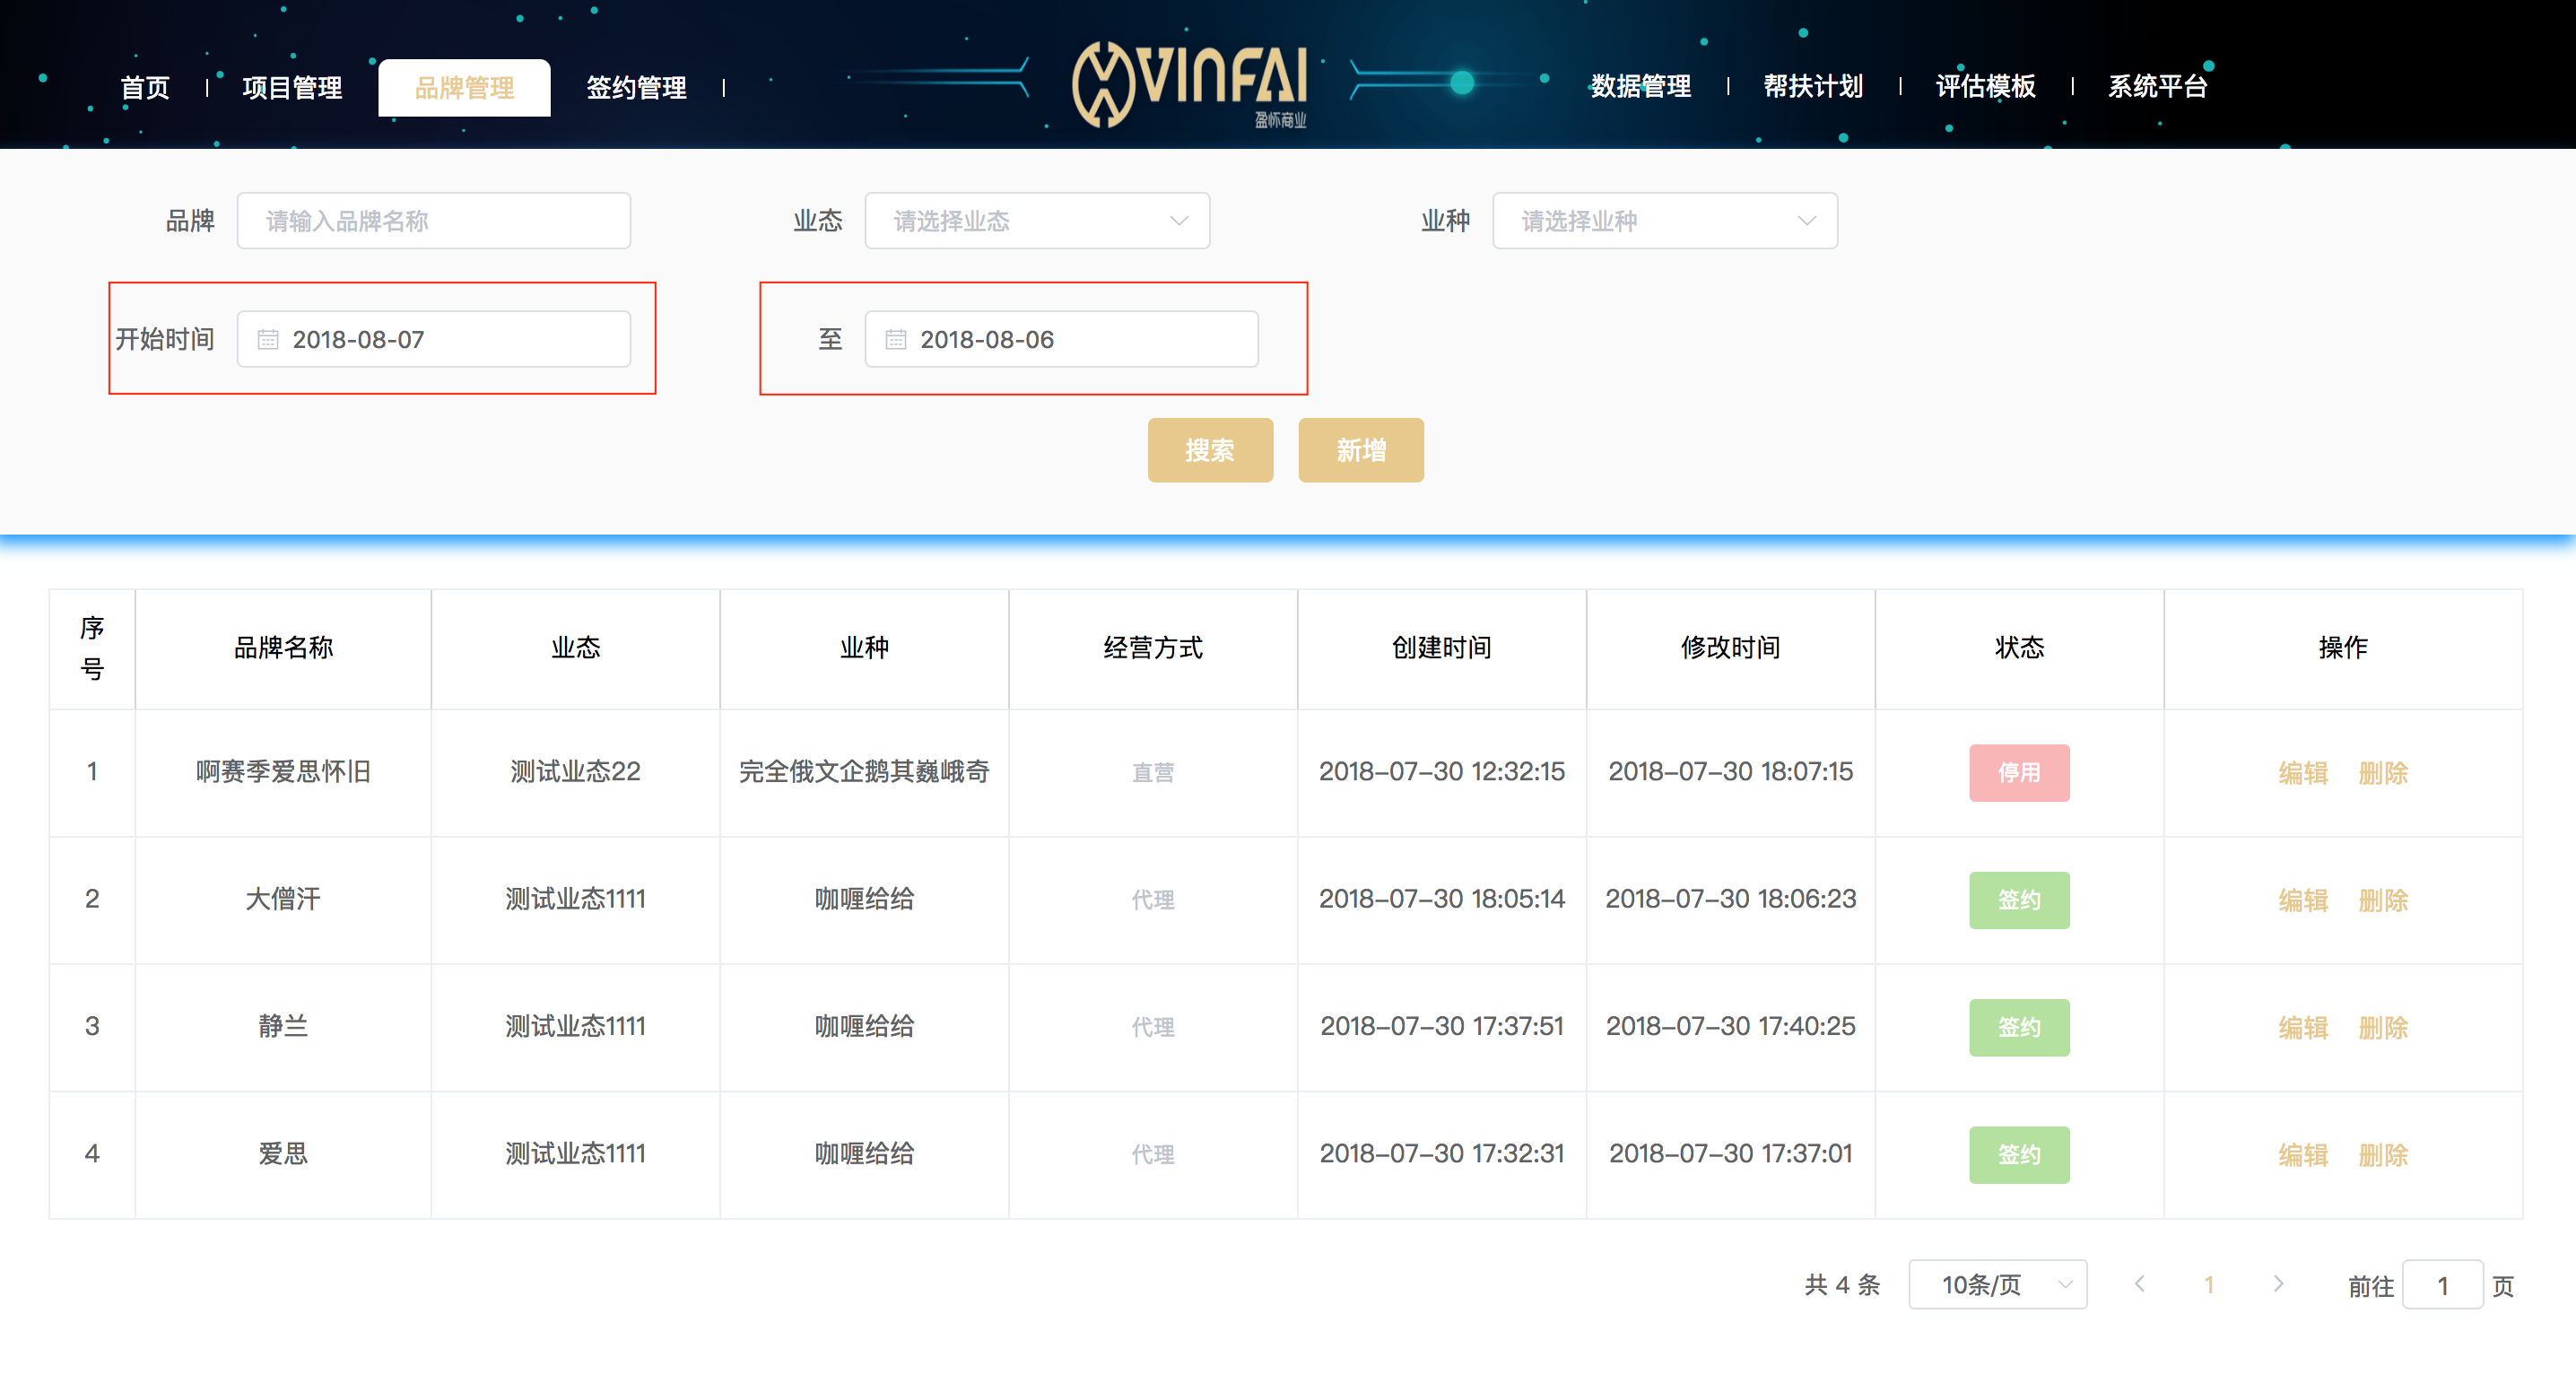 首页 项目管理 品牌管理 签约管理 VINFAI 盈怀商业 数据管理 帮扶计划 评估模板 系统平台
品牌 请输入品牌名称 业态 请选择业态 业种 请选择业种
开始时间 2018-08-07 至 2018-08-06
搜索 新增
序号 品牌名称 业态 业种 经营方式 创建时间 修改时间 状态 操作
1 啊赛季爱思怀旧 测试业态22 完全俄文企鹅其巍峨奇 直营 2018-07-30 12:32:15 2018-07-30 18:07:15 停用 编辑 删除
2 大僧汗 测试业态1111 咖喱给给 代理 2018-07-30 18:05:14 2018-07-30 18:06:23 签约 编辑 删除
3 静兰 测试业态1111 咖喱给给 代理 2018-07-30 17:37:51 2018-07-30 17:40:25 签约 编辑 删除
4 爱思 测试业态1111 咖喱给给 代理 2018-07-30 17:32:31 2018-07-30 17:37:01 签约 编辑 删除
共 4 条 10条/页 1 前往 1 页